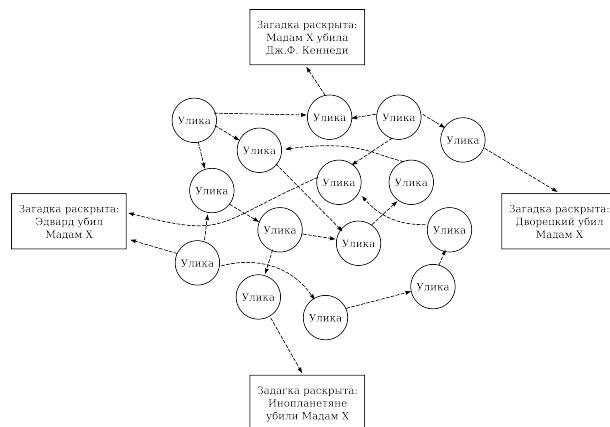 Загадка раскрыта:
Мадам X убила
Дж.Ф. Кеннеди
Улика
Улика
Улика
Улика
Улика
Улика
Улика
Улика
Загадка раскрыта:
Эдвард убил
Мадам X
Загадка раскрыта:
Дворецкий убил
Мадам X
Улика
Улика
Улика
Улика
Улика
Улика
Улика
Задагка раскрыта:
Инопланетяне
убили Мадам X